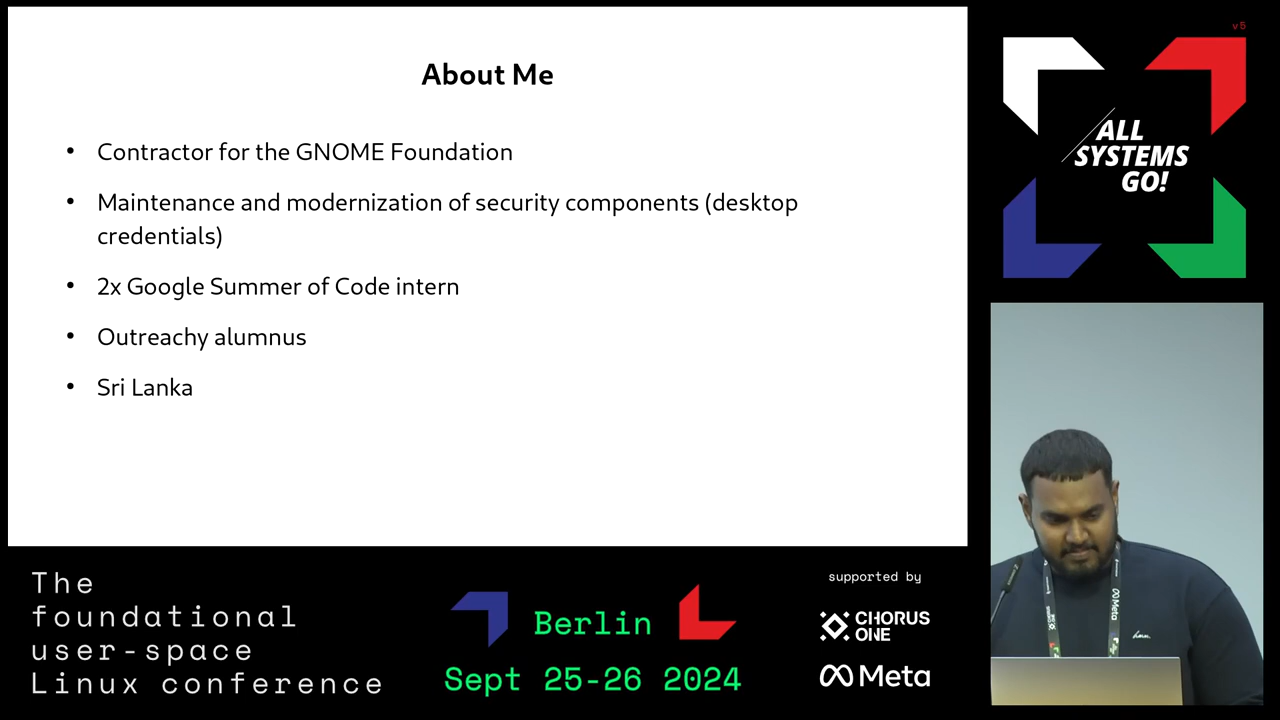 About Me
• Contractor for the GNOME Foundation
• Maintenance and modernization of security components (desktop
credentials)
• 2x Google Summer of Code intern
• Outreachy alumnus
• Sri Lanka
v5
ALL
SYSTEMS
GO!
The
foundational
user-space
Linux conference
Berlin
Sept 25-26 2024
supported by
CHORUS
ONE
Meta
Meta